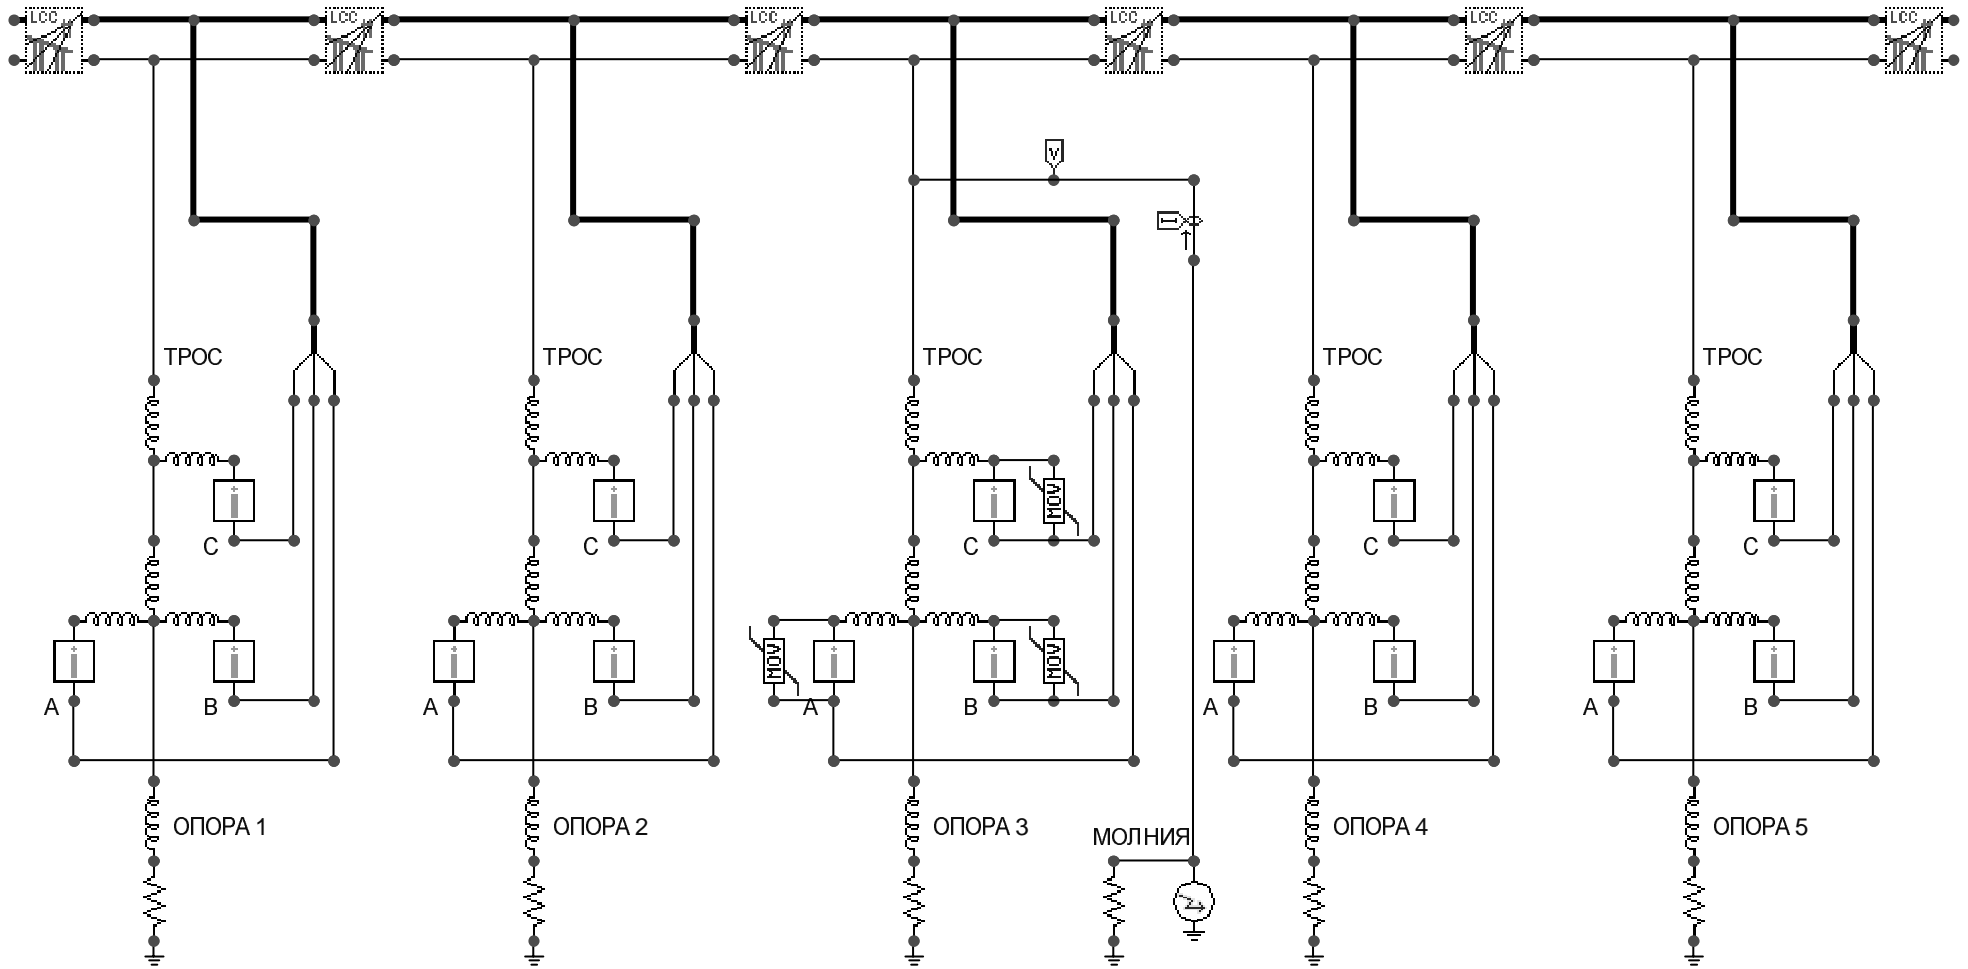 LCC LCC LCC LCC LCC LCC
V
I
ТРОС ТРОС ТРОС ТРОС ТРОС
i i i MOV i i
C C C C C
i i i i MOV i MOV i i i i
A B A B A B A B A B
ОПОРА 1 ОПОРА 2 ОПОРА 3 МОЛНИЯ ОПОРА 4 ОПОРА 5